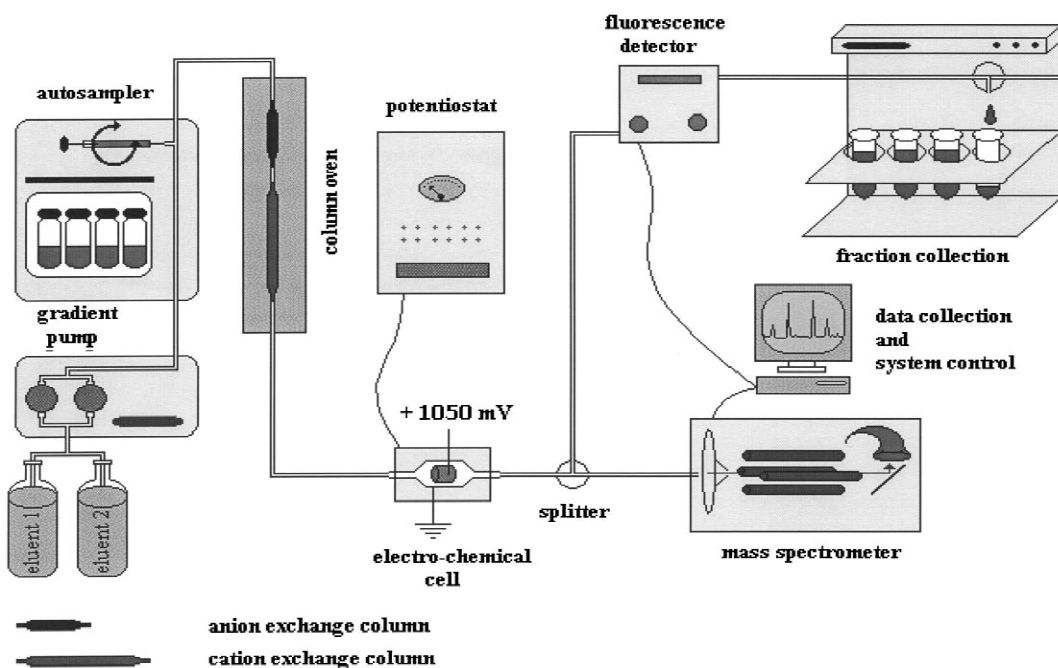 fluorescence
detector
autosampler
potentiostat
column oven
fraction collection
gradient
pump
data collection
and
system control
+ 1050 mV
eluent 1
eluent 2
splitter
electro-chemical
cell
mass spectrometer
anion exchange column
cation exchange column